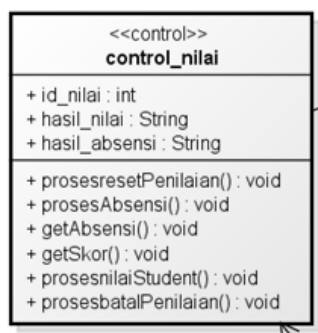 <<control>>
control_nilai
+ id_nilai : int
+ hasil_nilai : String
+ hasil_absensi : String
+ prosesresetPenilaian() : void
+ prosesAbsensi() : void
+ getAbsensi() : void
+ getSkor() : void
+ prosesnilaiStudent() : void
+ prosesbatalPenilaian() : void